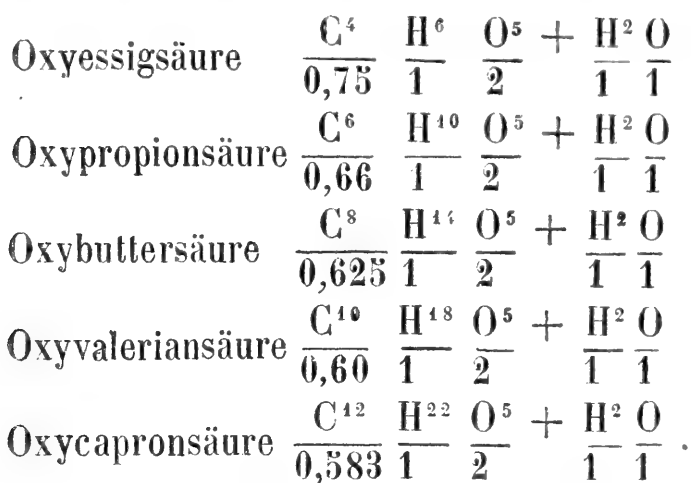 Oxyessigsäure C⁴ H⁶ O⁵ + H² O
0,75 1 2 1 1
Oxypropionsäure C⁶ H¹⁰ O⁵ + H² O
0,66 1 2 1 1
Oxybuttersäure C⁸ H¹⁴ O⁵ + H² O
0,625 1 2 1 1
Oxyvaleriansäure C¹⁰ H¹⁸ O⁵ + H² O
0,60 1 2 1 1
Oxycapronsäure C¹² H²² O⁵ + H² O
0,583 1 2 1 1.